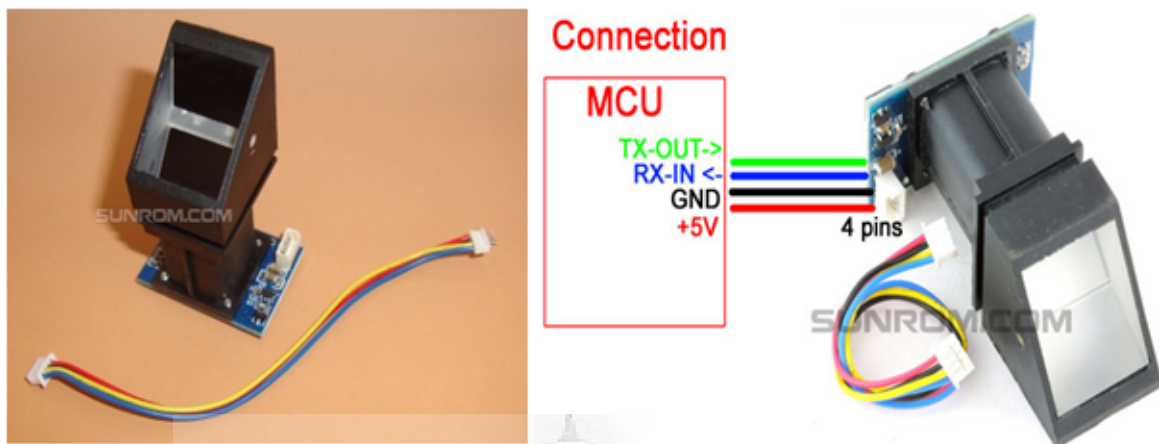 SUNROM.COM
Connection
MCU
TX-OUT->
RX-IN <-
GND
+5V
4 pins
SUNROM.COM